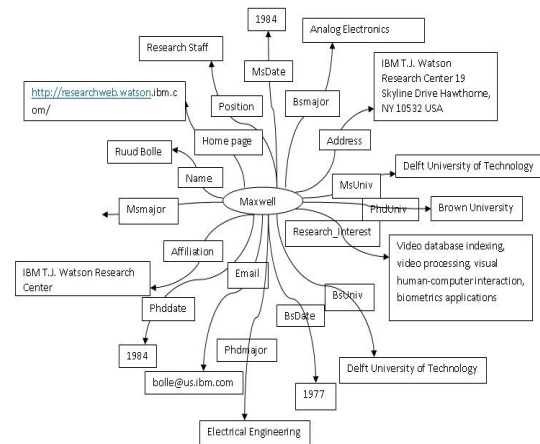 1984
Analog Electronics
Research Staff
IBM T.J. Watson
Research Center 19
Skyline Drive Hawthorne,
NY 10532 USA
MsDate
http://researchweb.watson.ibm.c
om/
Position
Bsmajor
Home page
Address
Ruud Bolle
Delft University of Technology
Name
MsUniv
Msmajor
Maxwell
PhdUniv
Brown University
Research_Interest
Affiliation
Video database indexing,
video processing, visual
human-computer interaction,
biometrics applications
IBM T.J. Watson Research
Center
Email
BsUniv
Phddate
BsDate
Phdmajor
1984
Delft University of Technology
bolle@us.ibm.com
1977
Electrical Engineering